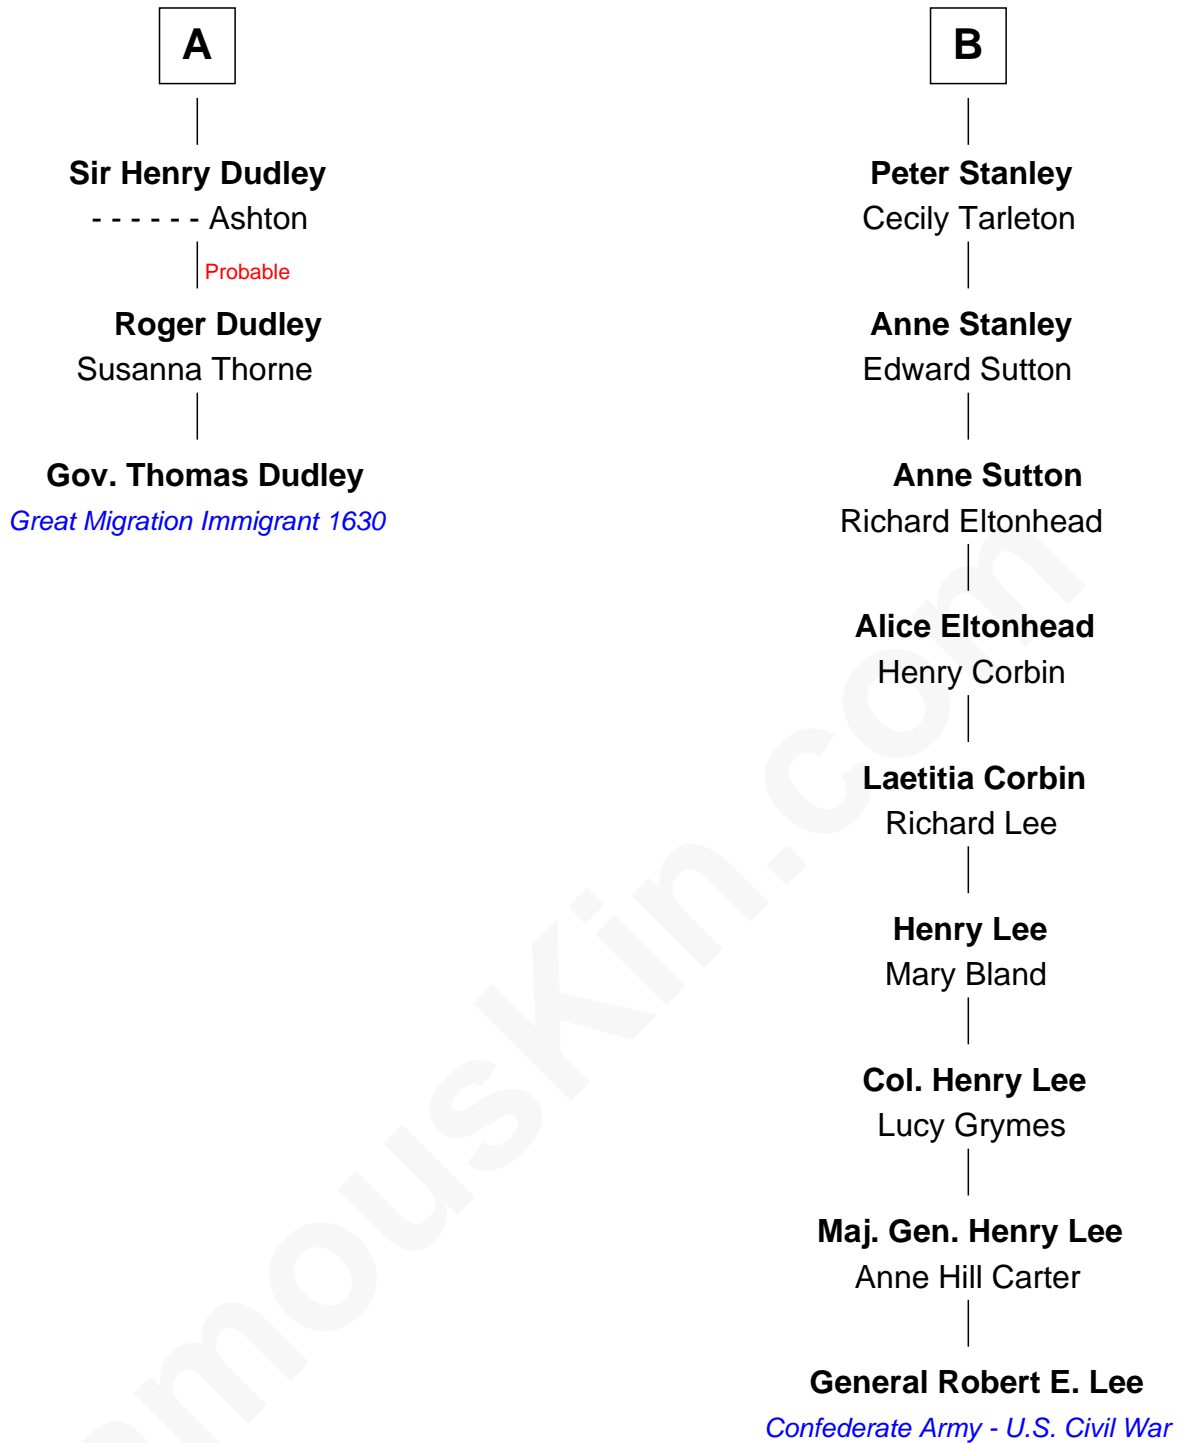 A
Sir Henry Dudley
- - - - - - Ashton
Probable
Roger Dudley
Susanna Thorne
Gov. Thomas Dudley
Great Migration Immigrant 1630
B
Peter Stanley
Cecily Tarleton
Anne Stanley
Edward Sutton
Anne Sutton
Richard Eltonhead
Alice Eltonhead
Henry Corbin
Laetitia Corbin
Richard Lee
Henry Lee
Mary Bland
Col. Henry Lee
Lucy Grymes
Maj. Gen. Henry Lee
Anne Hill Carter
General Robert E. Lee
Confederate Army - U.S. Civil War
amousKin.com